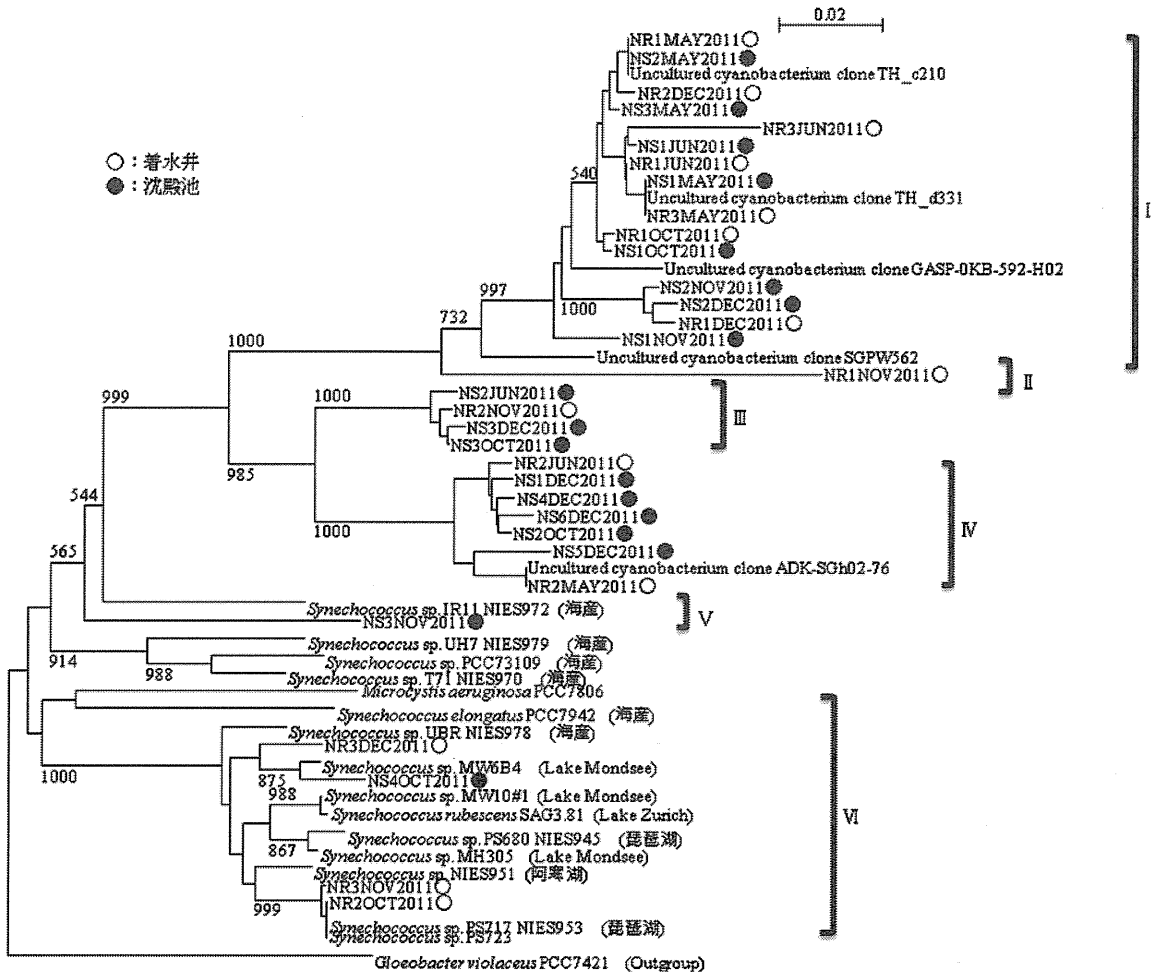 0.02
NR1MAY2011
NS2MAY2011
Uncultured cyanobacterium clone TH_c210
NR2DEC2011
NS3MAY2011
NR3JUN2011
○：着水井
NS1JUN2011
●：沈殿池
NR1JUN2011
540
NS1MAY2011
Uncultured cyanobacterium clone TH_d331
NR3MAY2011
I
NR1OCT2011
NS1OCT2011
Uncultured cyanobacterium clone GASP-0KB-592-H02
NS2NOV2011
997
NS2DEC2011
1000
732
NR1DEC2011
1000
NS1NOV2011
Uncultured cyanobacterium clone SGPW562
NR1NOV2011
II
NS2JUN2011
999
1000
NR2NOV2011
III
NS3DEC2011
NS3OCT2011
985
NR2JUN2011
NS1DEC2011
544
NS4DEC2011
NS6DEC2011
1000
NS2OCT2011
IV
565
NS5DEC2011
Uncultured cyanobacterium clone ADK-SGh02-76
NR2MAY2011
Synechococcus sp. IR11 NIES972 (海産)
V
NS3NOV2011
Synechococcus sp. UH7 NIES979 (海産)
914
Synechococcus sp. PCC73109 (海産)
988
Synechococcus sp. T71 NIES970 (海産)
Microcystis aeruginosa PCC7806
Synechococcus elongatus PCC7942 (海産)
Synechococcus sp. UBR NIES978 (海産)
NR3DEC2011
1000
Synechococcus sp. MW6B4 (Lake Mondsee)
875
NS4OCT2011
988
Synechococcus sp. MW10#1 (Lake Mondsee)
Synechococcus rubescens SAG3.81 (Lake Zurich)
VI
Synechococcus sp. PS680 NIES945 (琵琶湖)
867
Synechococcus sp. MH305 (Lake Mondsee)
Synechococcus sp. NIES951 (阿寒湖)
NR3NOV2011
NR2OCT2011
999
Synechococcus sp. PS717 NIES953 (琵琶湖)
Synechococcus sp. PS723
Gloeobacter violaceus PCC7421 (Outgroup)